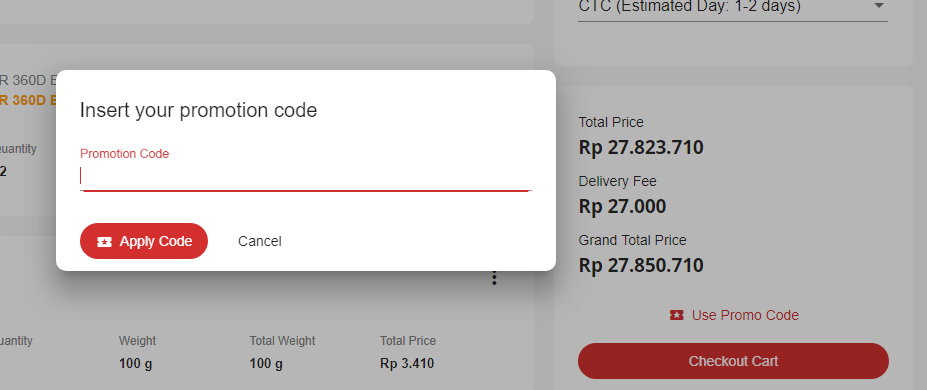 CTC (Estimated Day: 1-2 days)
R 360D
R 360D
Insert your promotion code
Promotion Code
Apply Code
Cancel
Quantity
2
Total Price
Rp 27.823.710
Delivery Fee
Rp 27.000
Grand Total Price
Rp 27.850.710
Use Promo Code
Checkout Cart
uantity
Weight
Total Weight
Total Price
100 g
100 g
Rp 3.410